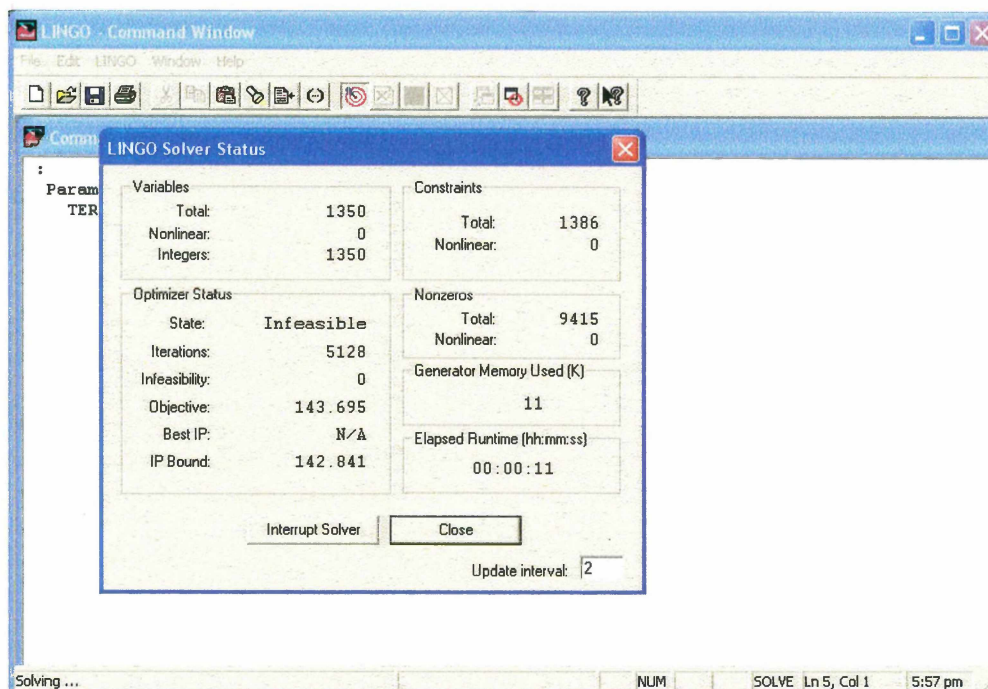 LINGO - Command Window
File Edit LINGO Window Help
Comm
LINGO Solver Status
:
Param
TER
Variables
Total: 1350
Nonlinear: 0
Integers: 1350
Constraints
Total: 1386
Nonlinear: 0
Optimizer Status
State: Infeasible
Iterations: 5128
Infeasibility: 0
Objective: 143.695
Best IP: N/A
IP Bound: 142.841
Nonzeros
Total: 9415
Nonlinear: 0
Generator Memory Used (K)
11
Elapsed Runtime (hh:mm:ss)
00:00:11
Interrupt Solver Close
Update interval: 2
Solving ... NUM SOLVE Ln 5, Col 1 5:57 pm